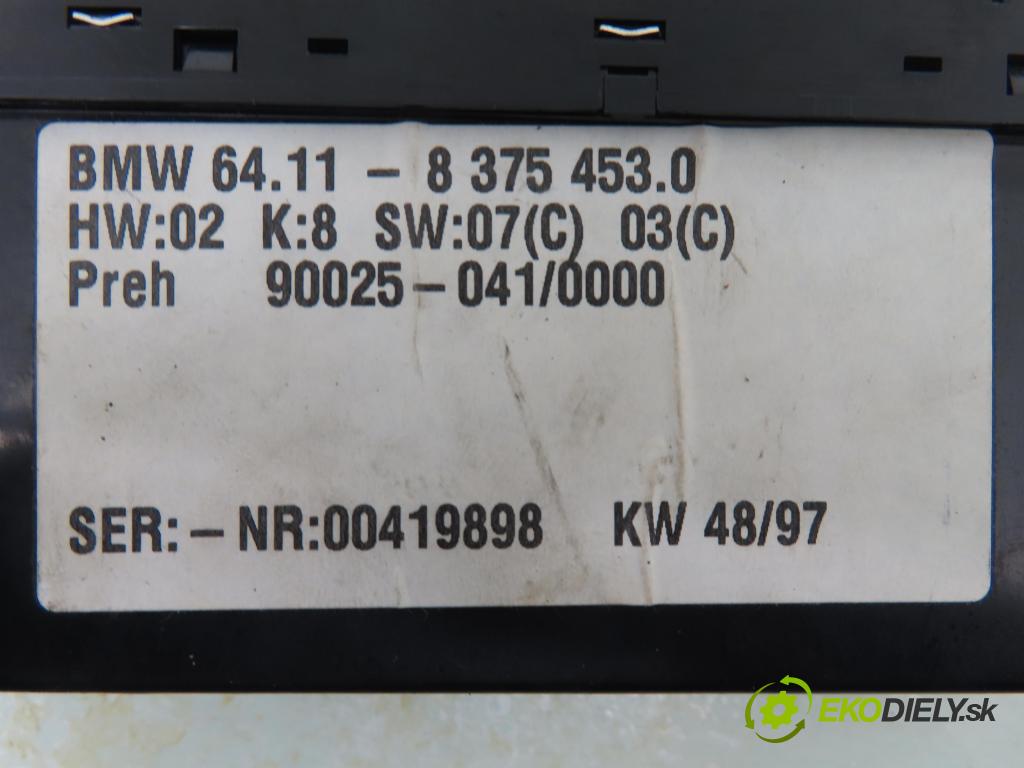 BMW 64.11 – 8 375 453.0
HW:02 K:8 SW:07(C) 03(C)
Preh 90025–041/0000
SER:–NR:00419898 KW 48/97
EKODIELY.sk